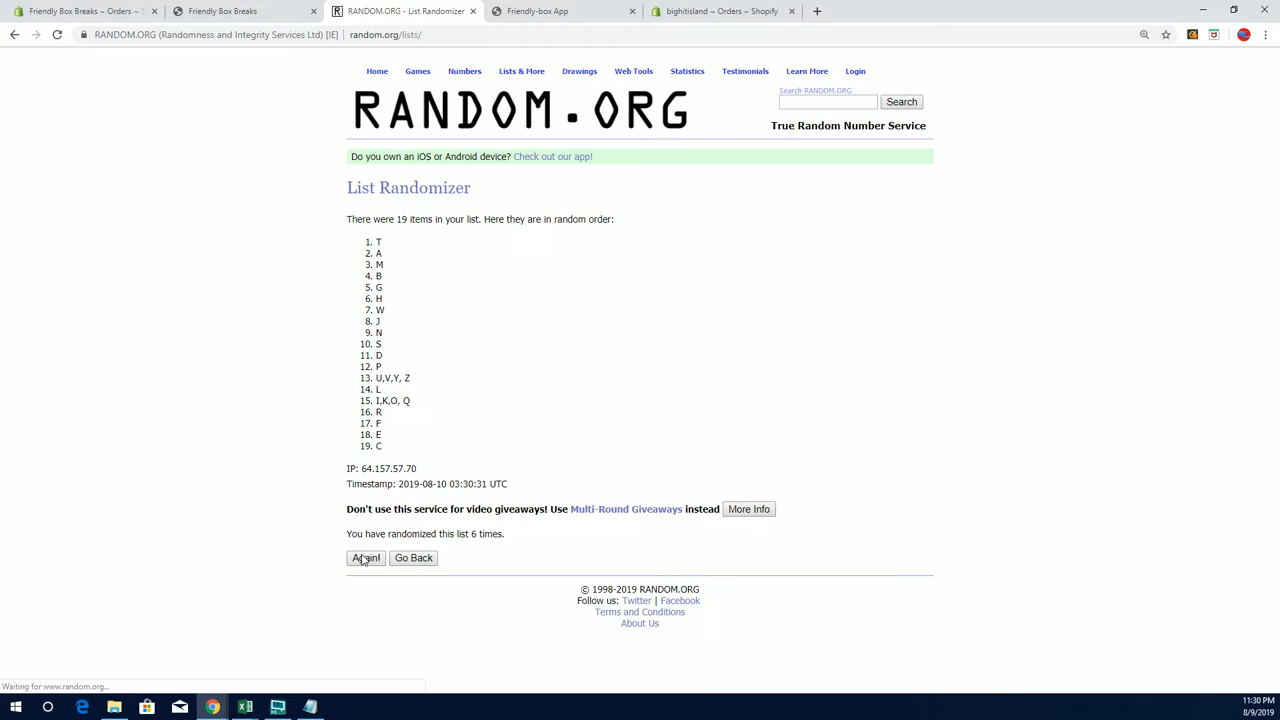 Friendly Box Breaks ~ Orders ~ S
Friendly Box Breaks
RANDOM.ORG - List Randomizer
Friendly-box App
bightisland ~ Orders ~ Shopify
RANDOM.ORG (Randomness and Integrity Services Ltd) [IE] | random.org/lists/
Home Games Numbers Lists & More Drawings Web Tools Statistics Testimonials Learn More Login
RANDOM.ORG
Search RANDOM.ORG
Search
True Random Number Service
Do you own an iOS or Android device? Check out our app!
List Randomizer
There were 19 items in your list. Here they are in random order:
1. T
2. A
3. M
4. B
5. G
6. H
7. W
8. J
9. N
10. S
11. D
12. P
13. U,V,Y, Z
14. L
15. I,K,O, Q
16. R
17. F
18. E
19. C
IP: 64.157.57.70
Timestamp: 2019-08-10 03:30:31 UTC
Don't use this service for video giveaways! Use Multi-Round Giveaways instead More Info
You have randomized this list 6 times.
Again! Go Back
© 1998-2019 RANDOM.ORG
Follow us: Twitter | Facebook
Terms and Conditions
About Us
Waiting for www.random.org...
11:30 PM
8/9/2019